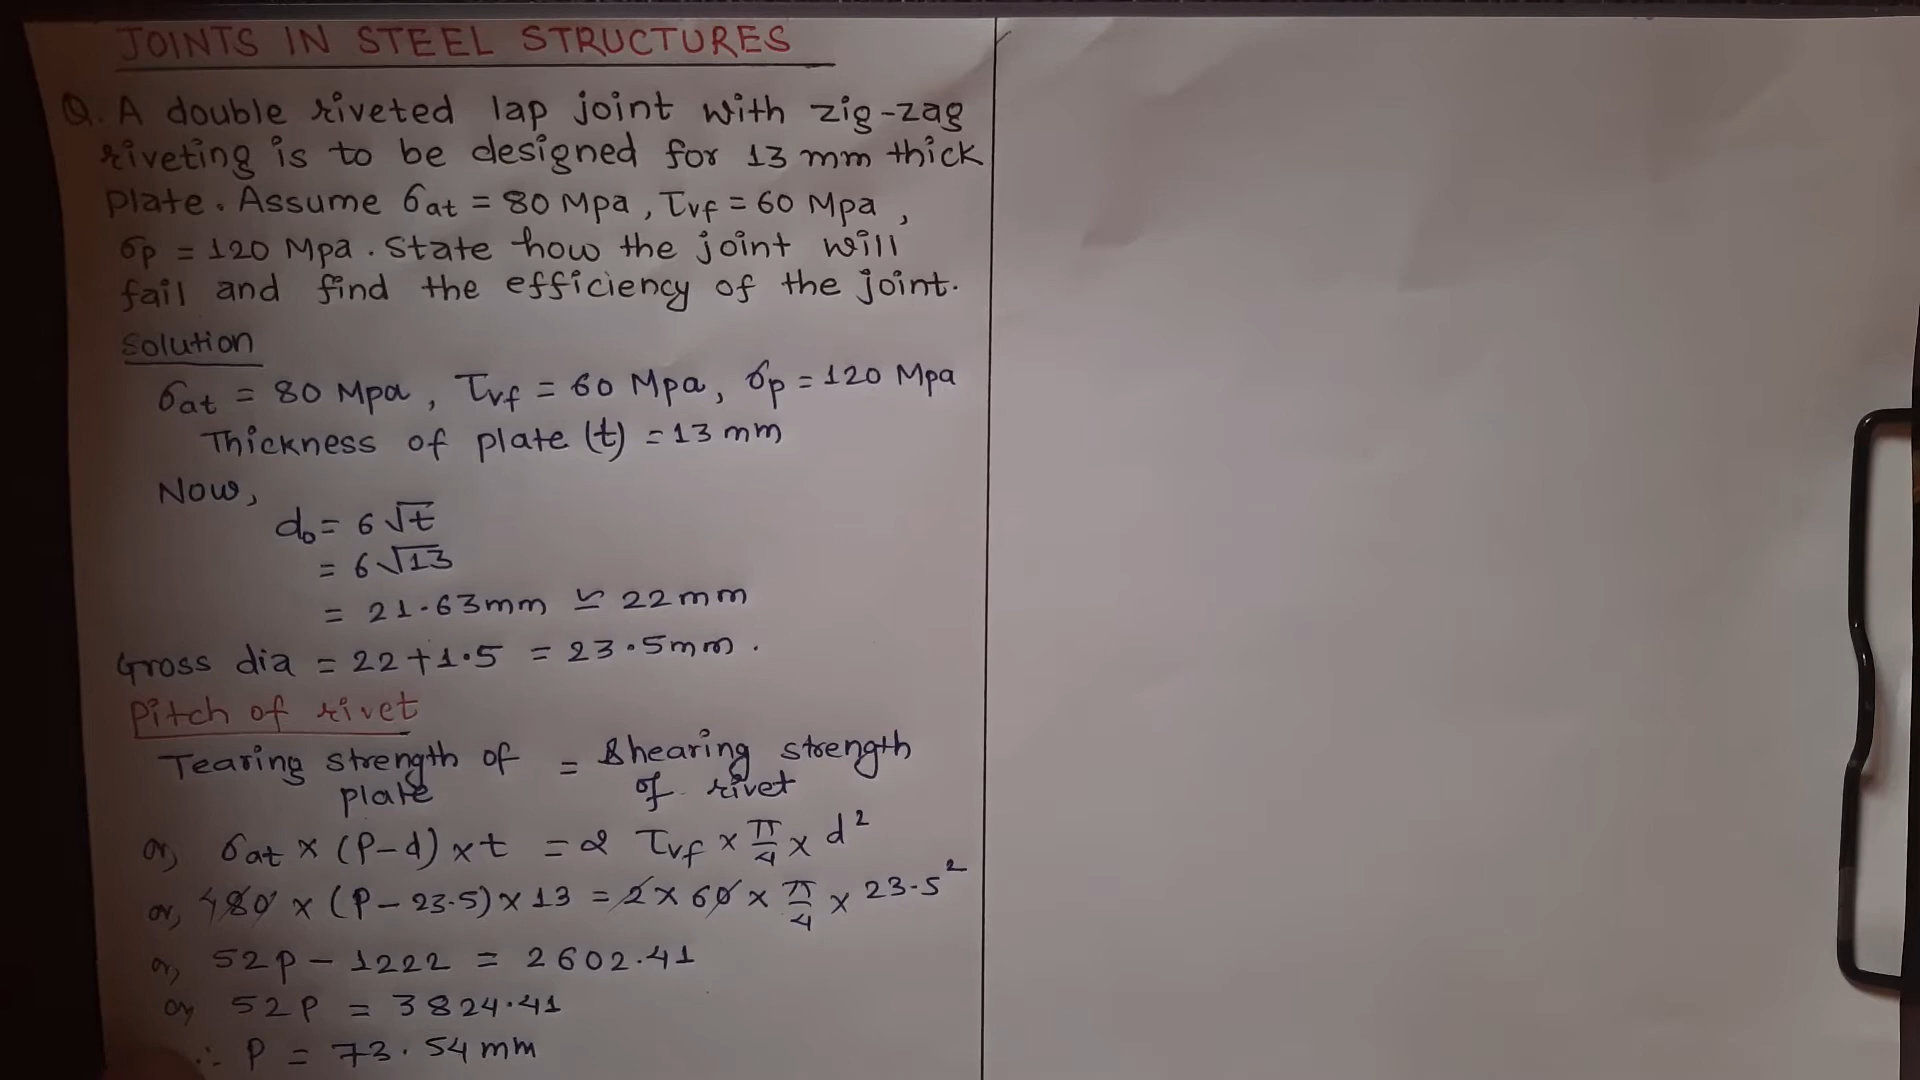 JOINTS IN STEEL STRUCTURES
Q. A double riveted lap joint with zig-zag
riveting is to be designed for 13 mm thick
plate. Assume σat = 80 Mpa, τvf = 60 Mpa,
σp = 120 Mpa. State how the joint will
fail and find the efficiency of the joint.
Solution
σat = 80 Mpa, τvf = 60 Mpa, σp = 120 Mpa
Thickness of plate (t) = 13 mm
Now,
d₀ = 6√t
= 6√13
= 21.63mm ≃ 22mm
Gross dia = 22+1.5 = 23.5mm.
Pitch of rivet
Tearing strength of plate = Shearing strength of rivet
or, σat × (P-d) × t = 2 τvf × π/4 × d²
or, 480 × (P - 23.5) × 13 = 2 × 60 × π/4 × 23.5²
or, 52p - 1222 = 2602.41
or, 52p = 3824.41
∴ P = 73.54 mm